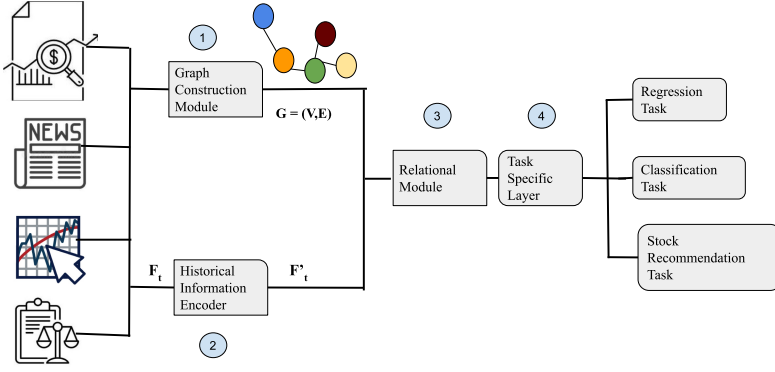 1
Graph
Construction
Module
G = (V,E)
$
NEWS
3
4
Relational
Module
Task
Specific
Layer
Regression
Task
Classification
Task
Stock
Recommendation
Task
F t
Historical
Information
Encoder
F' t
2